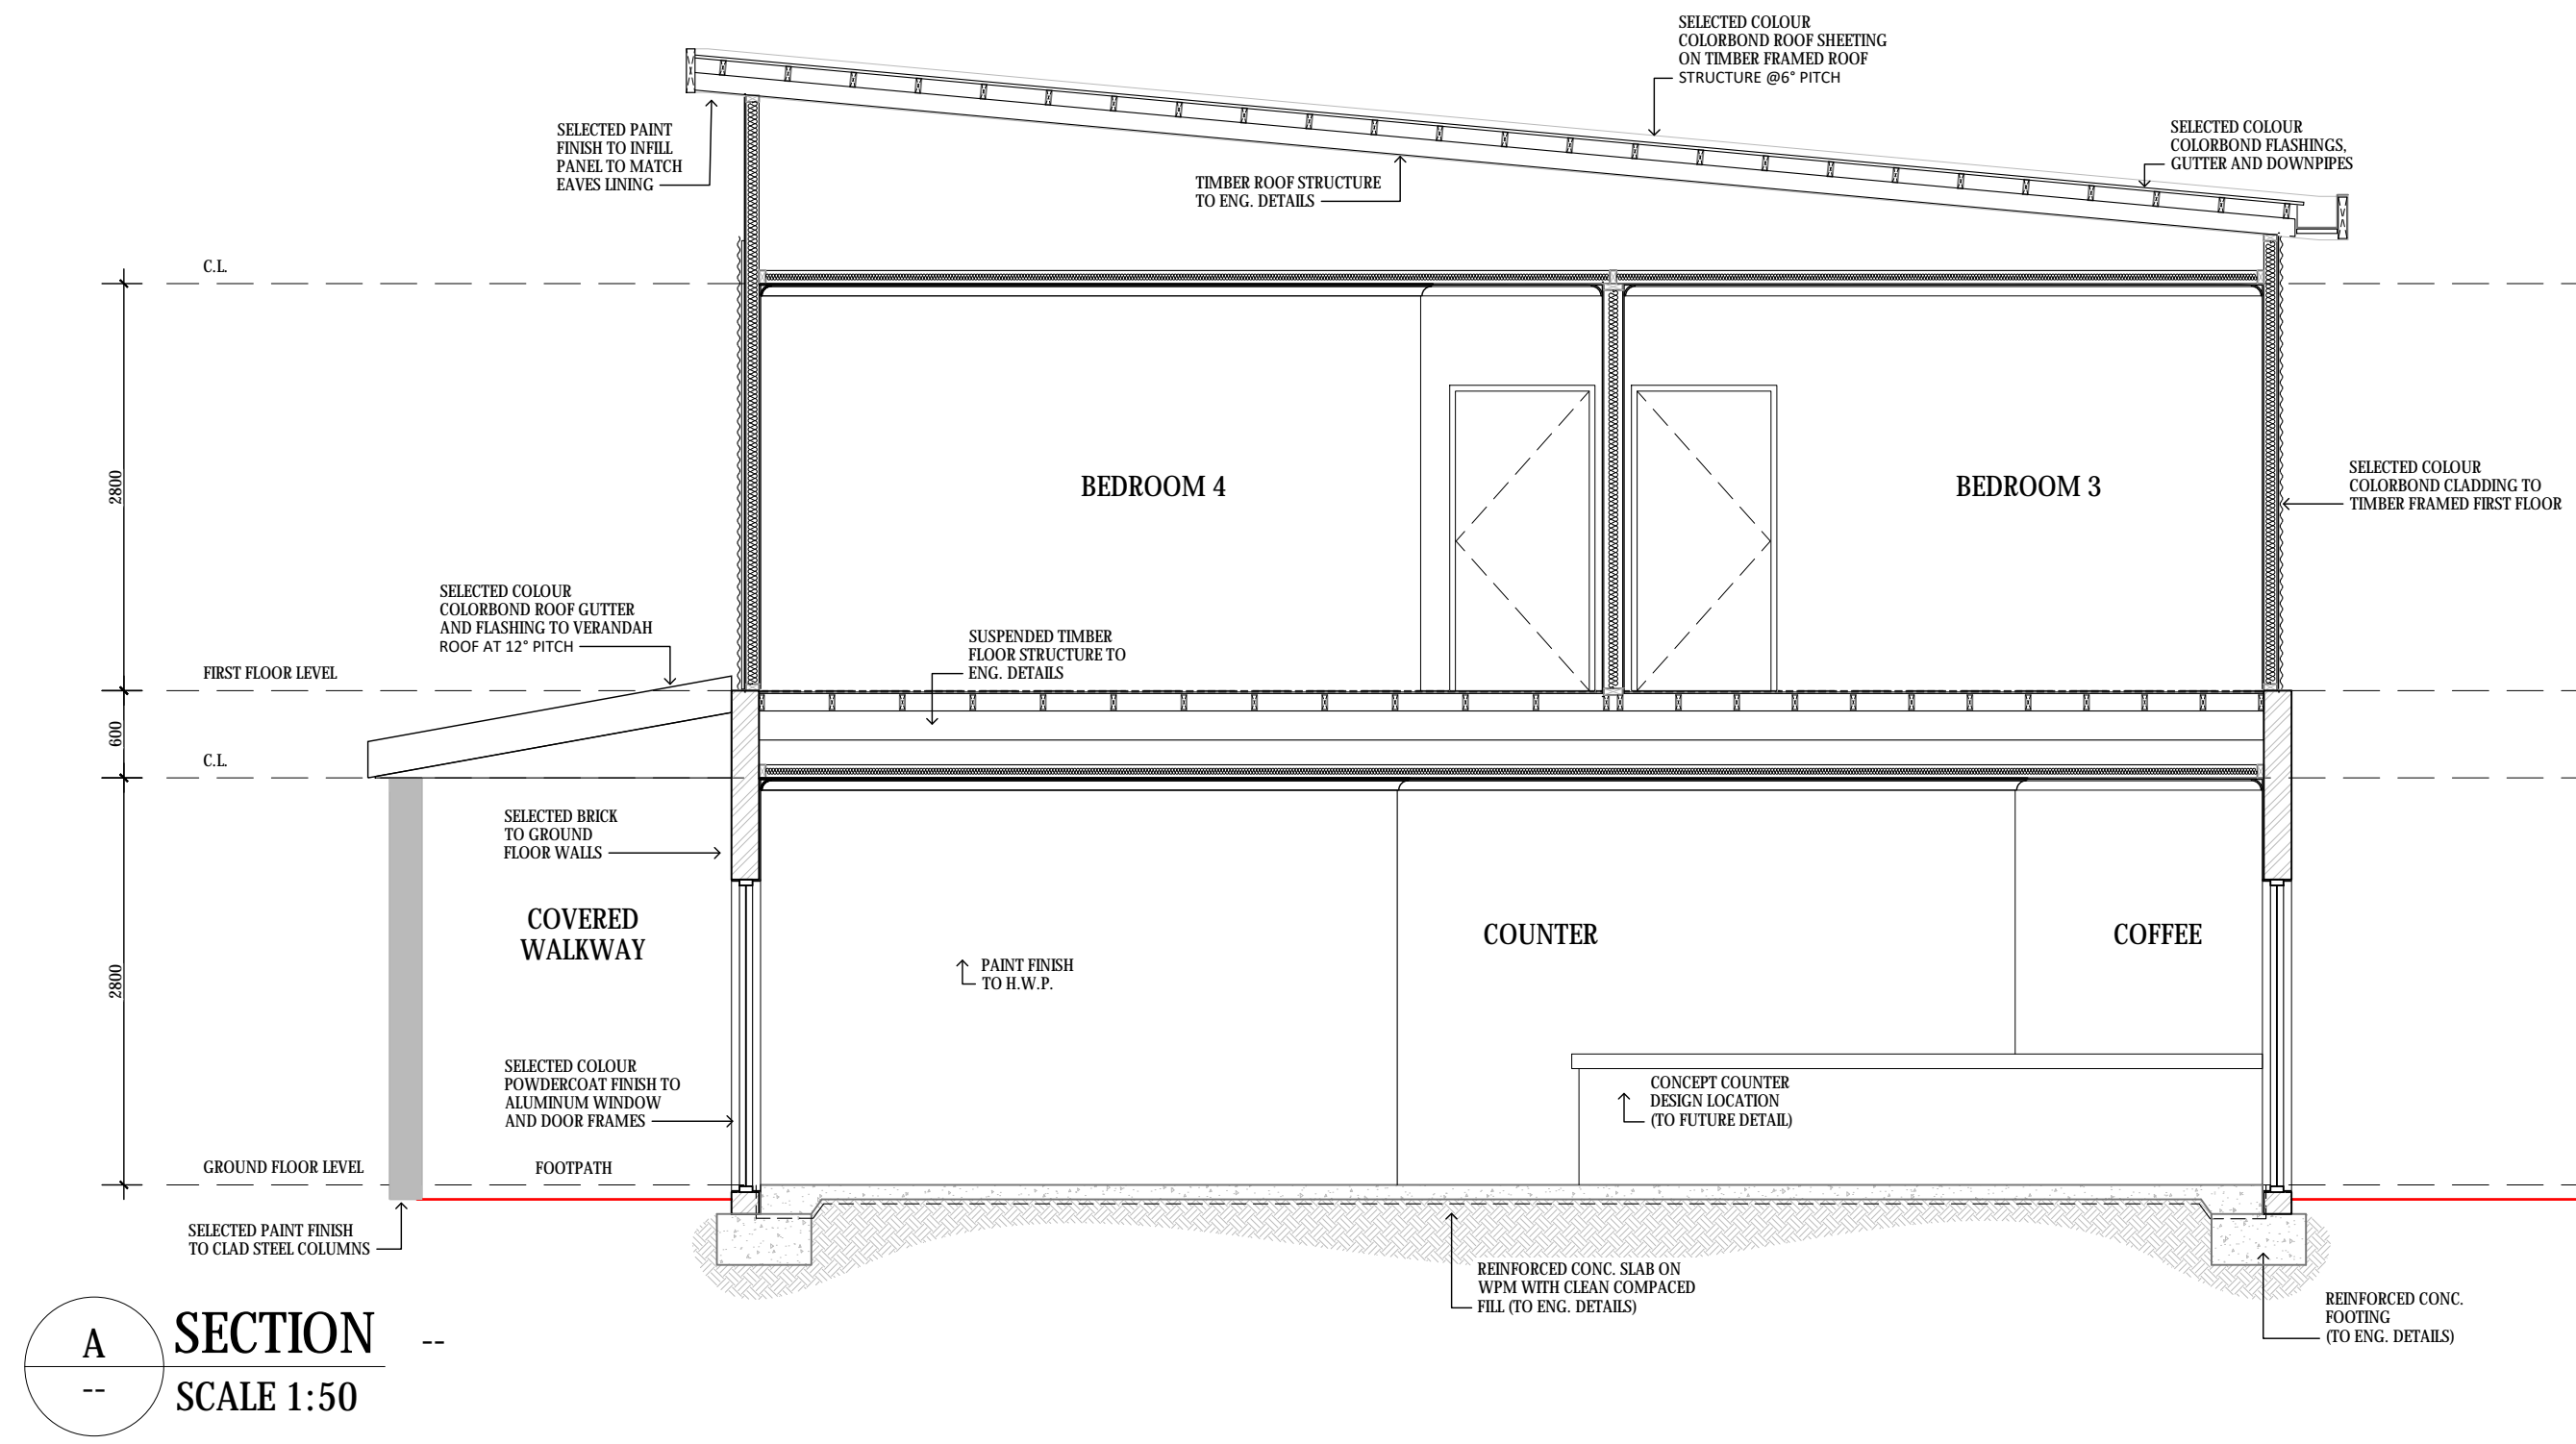 SELECTED COLOUR
COLORBOND ROOF SHEETING
ON TIMBER FRAMED ROOF
STRUCTURE @6° PITCH
SELECTED PAINT
FINISH TO INFILL
PANEL TO MATCH
EAVES LINING
TIMBER ROOF STRUCTURE
TO ENG. DETAILS
SELECTED COLOUR
COLORBOND FLASHINGS,
GUTTER AND DOWNPIPES
C.L.
2800
BEDROOM 4
BEDROOM 3
SELECTED COLOUR
COLORBOND CLADDING TO
TIMBER FRAMED FIRST FLOOR
SELECTED COLOUR
COLORBOND ROOF GUTTER
AND FLASHING TO VERANDAH
ROOF AT 12° PITCH
SUSPENDED TIMBER
FLOOR STRUCTURE TO
ENG. DETAILS
FIRST FLOOR LEVEL
600
C.L.
SELECTED BRICK
TO GROUND
FLOOR WALLS
COVERED
WALKWAY
COUNTER
COFFEE
2800
PAINT FINISH
TO H.W.P.
SELECTED COLOUR
POWDERCOAT FINISH TO
ALUMINUM WINDOW
AND DOOR FRAMES
CONCEPT COUNTER
DESIGN LOCATION
(TO FUTURE DETAIL)
GROUND FLOOR LEVEL
FOOTPATH
SELECTED PAINT FINISH
TO CLAD STEEL COLUMNS
REINFORCED CONC. SLAB ON
WPM WITH CLEAN COMPACED
FILL (TO ENG. DETAILS)
REINFORCED CONC.
FOOTING
(TO ENG. DETAILS)
A
--
SECTION --
SCALE 1:50